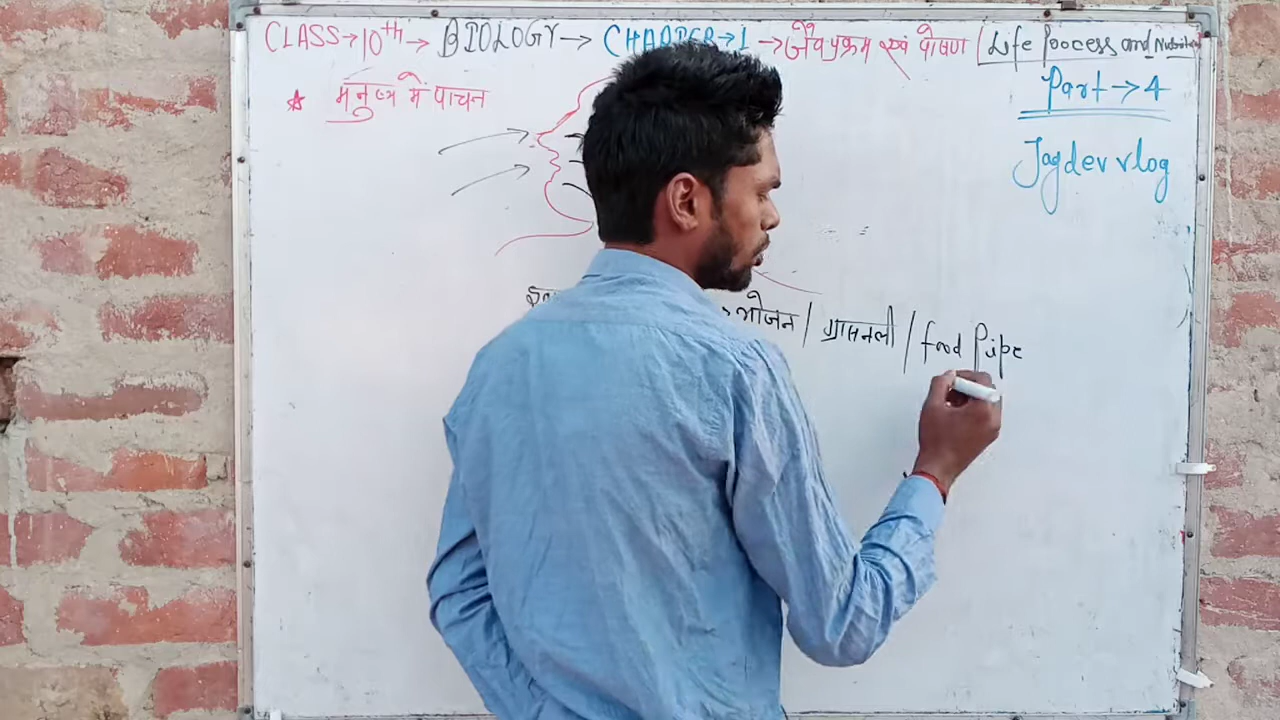 CLASS→10th→ BIOLOGY→ CHAPTER→1 →जैव प्रक्रम एवं पोषण / Life Process and Nutrition
Part→4
* मनुष्य में पाचन
Jagdev vlog
भोजन / ग्रासनली / food pipe